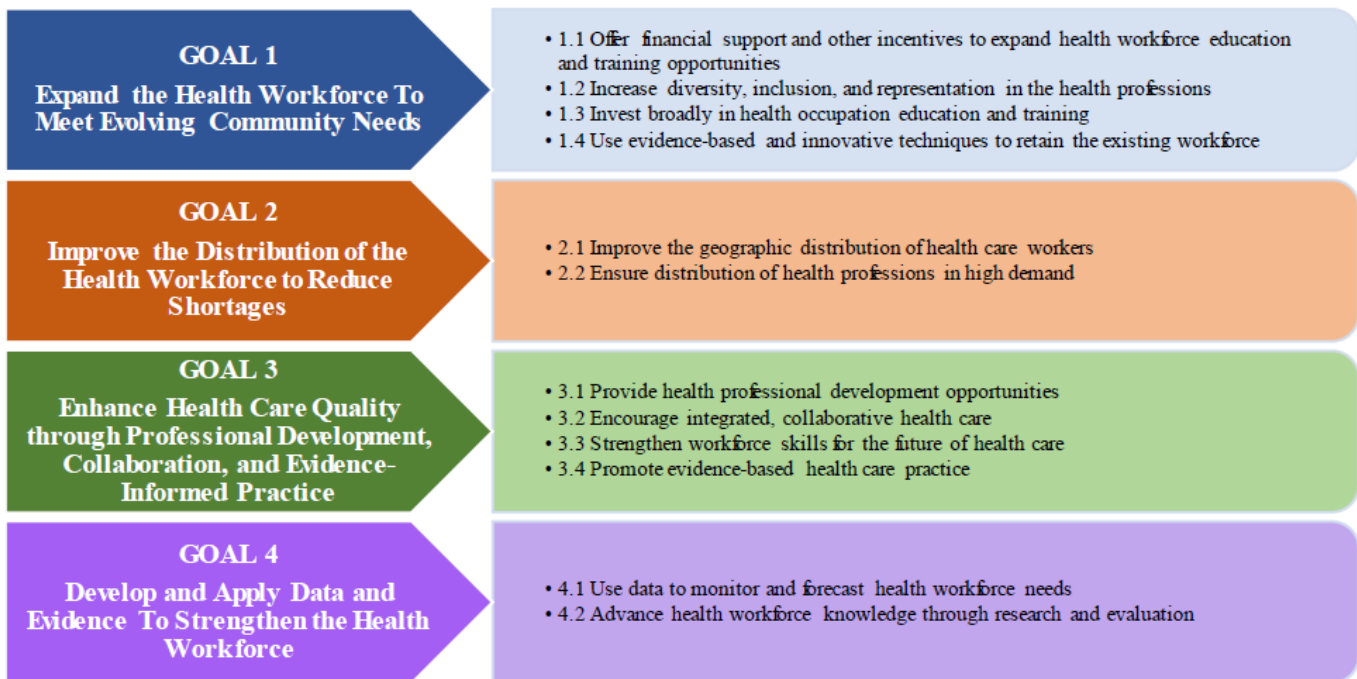 GOAL 1
Expand the Health Workforce To
Meet Evolving Community Needs
• 1.1 Offer financial support and other incentives to expand health workforce education
and training opportunities
• 1.2 Increase diversity, inclusion, and representation in the health professions
• 1.3 Invest broadly in health occupation education and training
• 1.4 Use evidence-based and innovative techniques to retain the existing workforce
GOAL 2
Improve the Distribution of the
Health Workforce to Reduce
Shortages
• 2.1 Improve the geographic distribution of health care workers
• 2.2 Ensure distribution of health professions in high demand
GOAL 3
Enhance Health Care Quality
through Professional Development,
Collaboration, and Evidence-
Informed Practice
• 3.1 Provide health professional development opportunities
• 3.2 Encourage integrated, collaborative health care
• 3.3 Strengthen workforce skills for the future of health care
• 3.4 Promote evidence-based health care practice
GOAL 4
Develop and Apply Data and
Evidence To Strengthen the Health
Workforce
• 4.1 Use data to monitor and forecast health workforce needs
• 4.2 Advance health workforce knowledge through research and evaluation